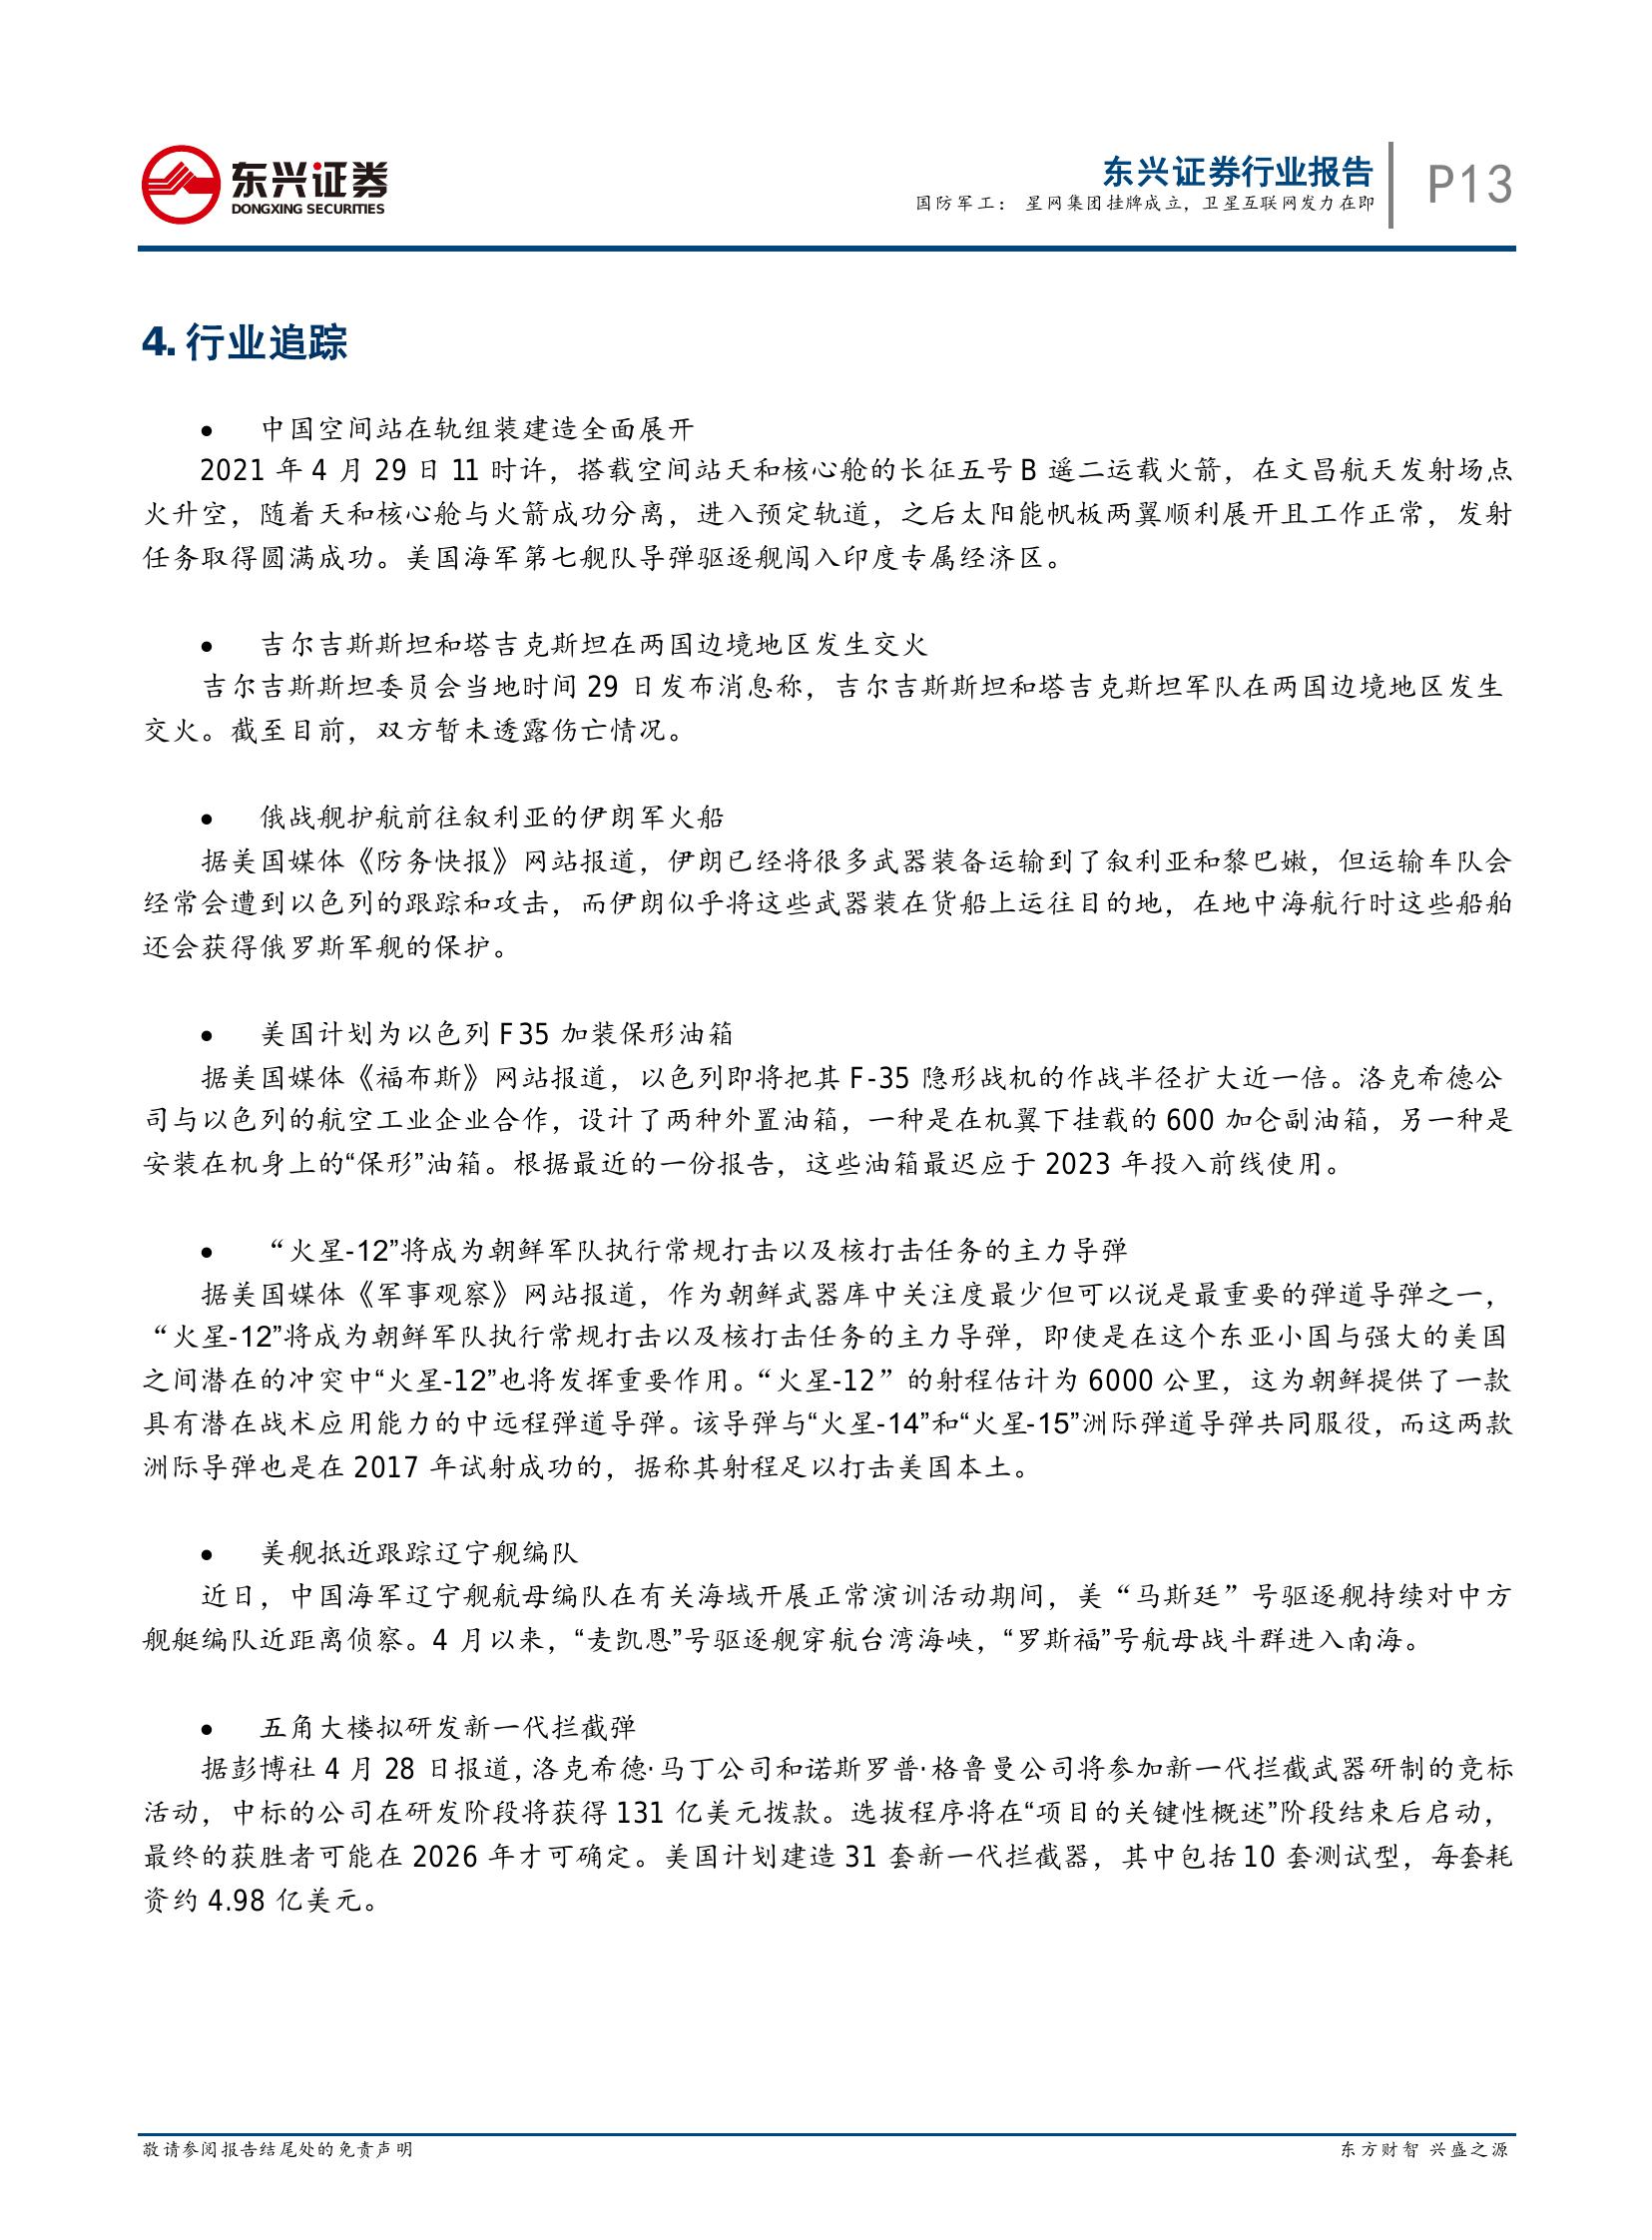 东兴证券
DONGXING SECURITIES
东兴证券行业报告
国防军工： 星网集团挂牌成立，卫星互联网发力在即
P13
4. 行业追踪
● 中国空间站在轨组装建造全面展开
2021 年 4 月 29 日 11 时许，搭载空间站天和核心舱的长征五号 B 遥二运载火箭，在文昌航天发射场点
火升空，随着天和核心舱与火箭成功分离，进入预定轨道，之后太阳能帆板两翼顺利展开且工作正常，发射
任务取得圆满成功。美国海军第七舰队导弹驱逐舰闯入印度专属经济区。
● 吉尔吉斯斯坦和塔吉克斯坦在两国边境地区发生交火
吉尔吉斯斯坦委员会当地时间 29 日发布消息称，吉尔吉斯斯坦和塔吉克斯坦军队在两国边境地区发生
交火。截至目前，双方暂未透露伤亡情况。
● 俄战舰护航前往叙利亚的伊朗军火船
据美国媒体《防务快报》网站报道，伊朗已经将很多武器装备运输到了叙利亚和黎巴嫩，但运输车队会
经常会遭到以色列的跟踪和攻击，而伊朗似乎将这些武器装在货船上运往目的地，在地中海航行时这些船舶
还会获得俄罗斯军舰的保护。
● 美国计划为以色列 F35 加装保形油箱
据美国媒体《福布斯》网站报道，以色列即将把其 F-35 隐形战机的作战半径扩大近一倍。洛克希德公
司与以色列的航空工业企业合作，设计了两种外置油箱，一种是在机翼下挂载的 600 加仑副油箱，另一种是
安装在机身上的“保形”油箱。根据最近的一份报告，这些油箱最迟应于 2023 年投入前线使用。
● “火星-12”将成为朝鲜军队执行常规打击以及核打击任务的主力导弹
据美国媒体《军事观察》网站报道，作为朝鲜武器库中关注度最少但可以说是最重要的弹道导弹之一，
“火星-12”将成为朝鲜军队执行常规打击以及核打击任务的主力导弹，即使是在这个东亚小国与强大的美国
之间潜在的冲突中“火星-12”也将发挥重要作用。“火星-12”的射程估计为 6000 公里，这为朝鲜提供了一款
具有潜在战术应用能力的中远程弹道导弹。该导弹与“火星-14”和“火星-15”洲际弹道导弹共同服役，而这两款
洲际导弹也是在 2017 年试射成功的，据称其射程足以打击美国本土。
● 美舰抵近跟踪辽宁舰编队
近日，中国海军辽宁舰航母编队在有关海域开展正常演训活动期间，美“马斯廷”号驱逐舰持续对中方
舰艇编队近距离侦察。4 月以来，“麦凯恩”号驱逐舰穿航台湾海峡，“罗斯福”号航母战斗群进入南海。
● 五角大楼拟研发新一代拦截弹
据彭博社 4 月 28 日报道，洛克希德·马丁公司和诺斯罗普·格鲁曼公司将参加新一代拦截武器研制的竞标
活动，中标的公司在研发阶段将获得 131 亿美元拨款。选拔程序将在“项目的关键性概述”阶段结束后启动，
最终的获胜者可能在 2026 年才可确定。美国计划建造 31 套新一代拦截器，其中包括 10 套测试型，每套耗
资约 4.98 亿美元。
敬请参阅报告结尾处的免责声明
东方财智 兴盛之源